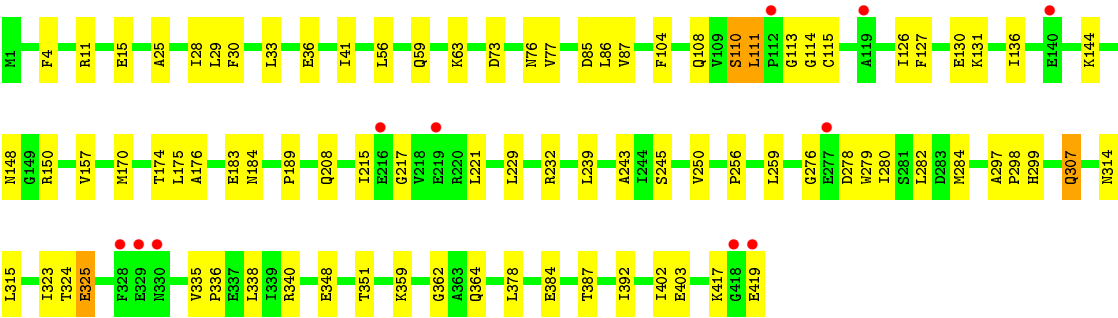 M1 F4 R11 E15 A25 I28 L29 F30 L33 E36 I41 L56 Q59 K63 D73 N76 V77 D85 L86 V87 F104 Q108 V109 S110 L111 P112 G113 G114 C115 A119 I126 F127 E130 K131 I136 E140 K144
N148 G149 R150 V157 M170 T174 L175 A176 E183 N184 P189 Q208 I215 E216 G217 V218 E219 R220 L221 L229 R232 L239 A243 I244 S245 V250 P256 L259 G276 E277 D278 W279 I280 S281 L282 D283 M284 A297 P298 H299 Q307 N314
L315 I323 T324 E325 F328 E329 N330 V335 P336 E337 L338 I339 R340 E348 T351 K359 G362 A363 Q364 L378 E384 T387 I392 I402 E403 K417 G418 E419